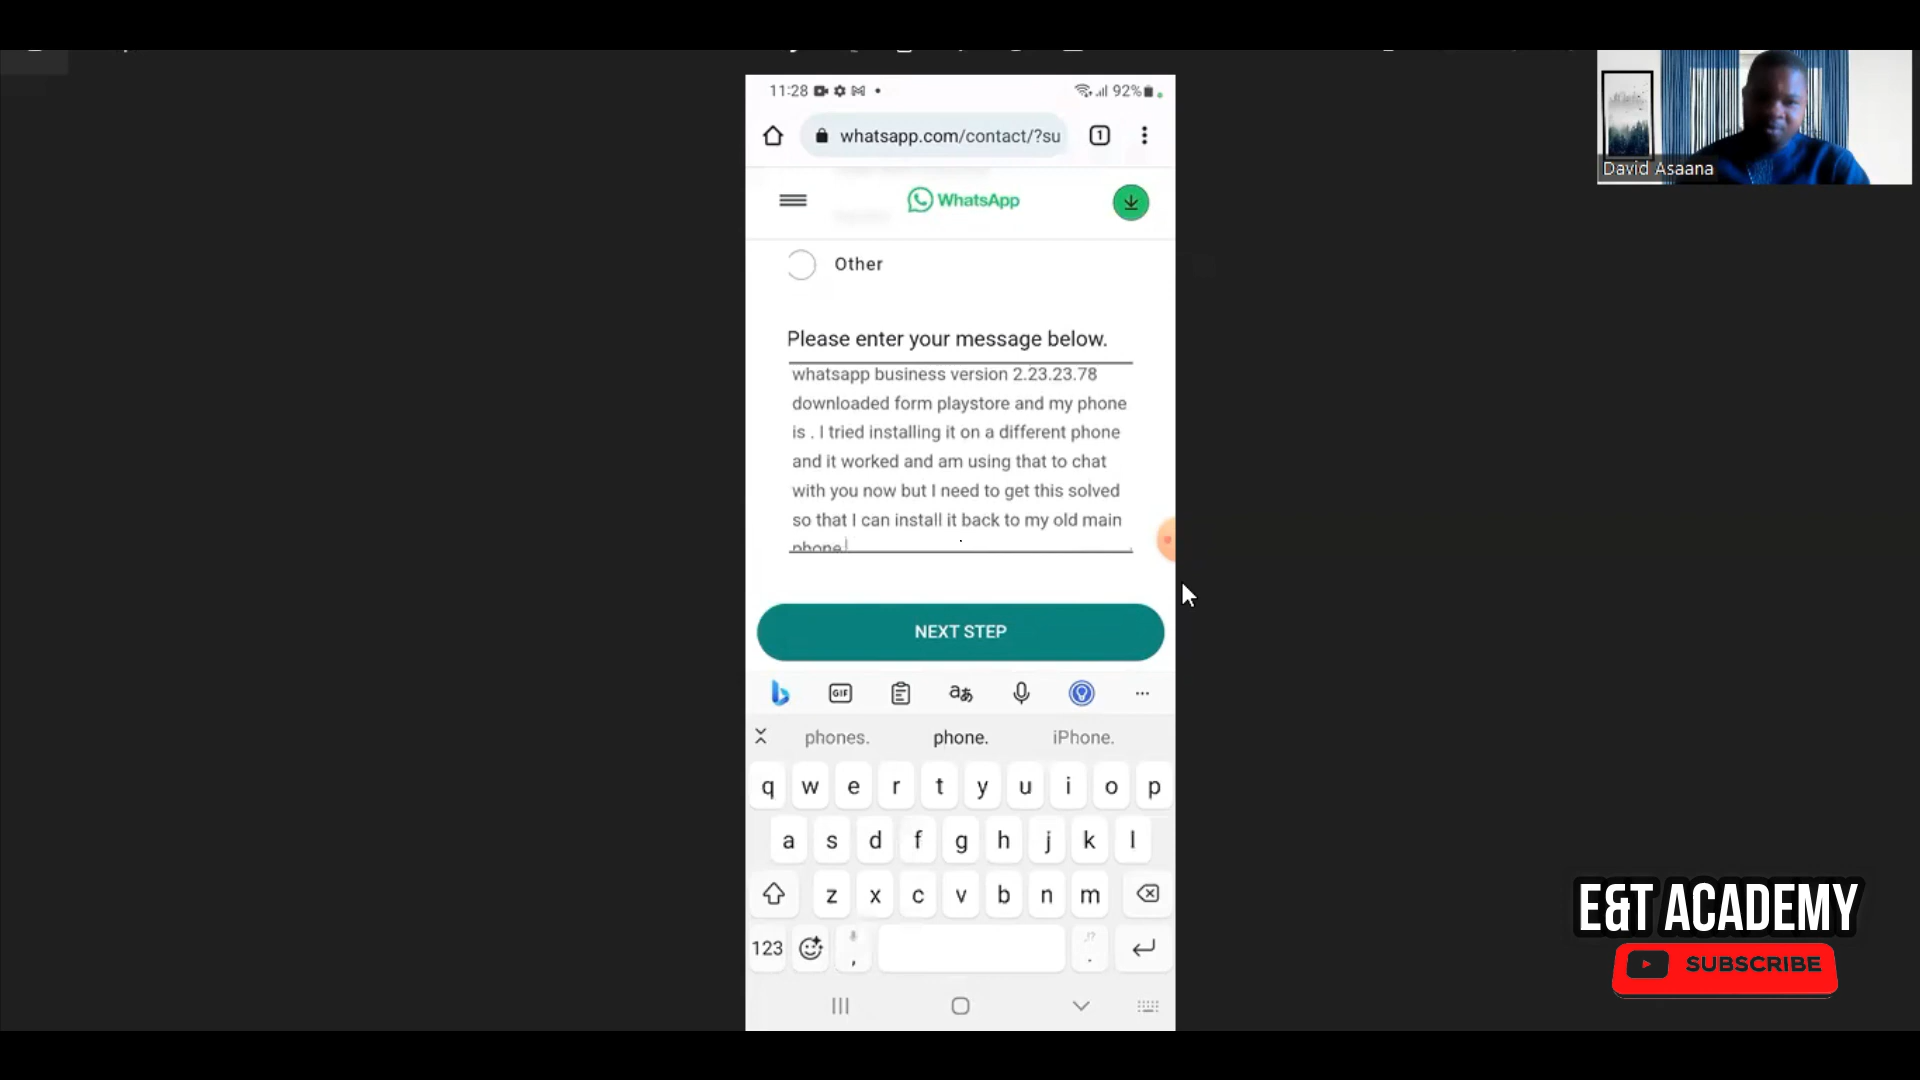 11:28
92%
David Asaana
whatsapp.com/contact/?su
1
WhatsApp
Other
Please enter your message below.
whatsapp business version 2.23.23.78
downloaded form playstore and my phone
is . I tried installing it on a different phone
and it worked and am using that to chat
with you now but I need to get this solved
so that I can install it back to my old main
phone
NEXT STEP
GIF
phones. phone. iPhone.
q w e r t y u i o p
a s d f g h j k l
z x c v b n m
123 , .
E&T ACADEMY
SUBSCRIBE